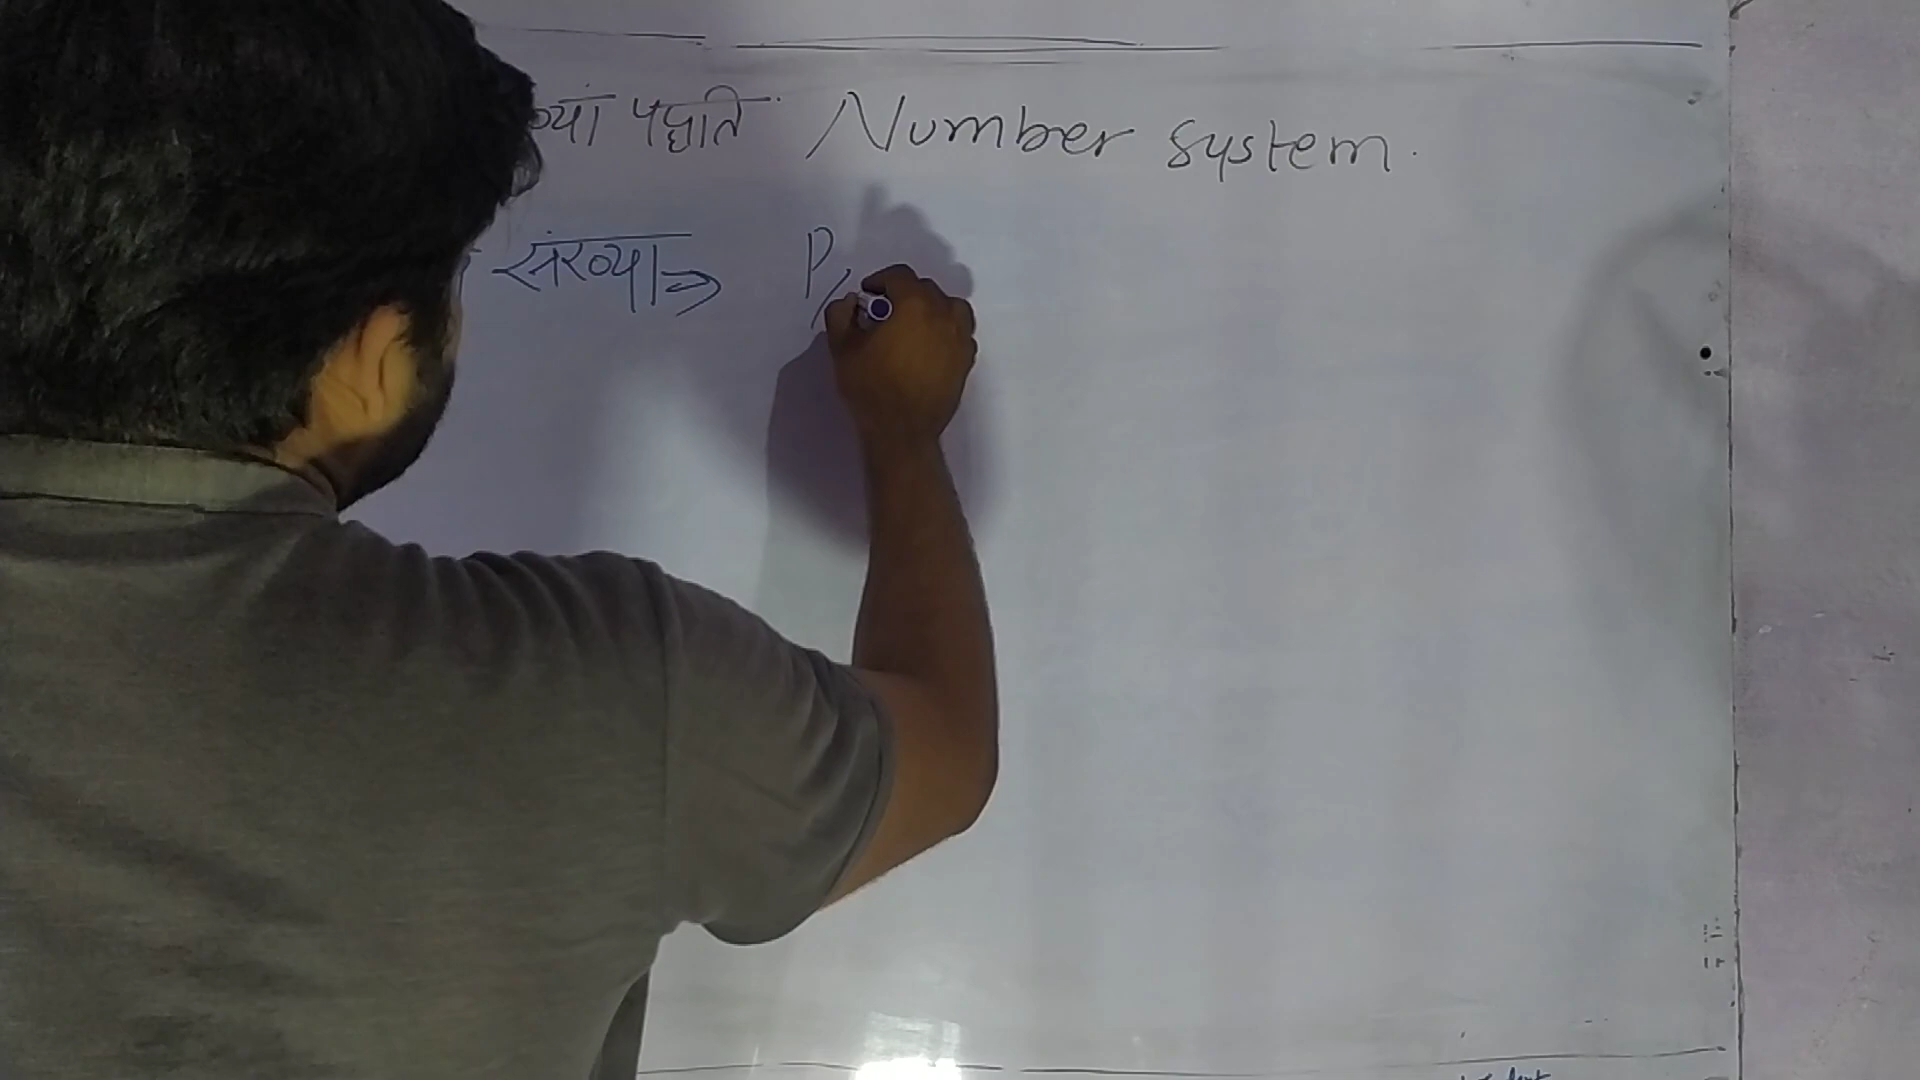 ख्यां पद्धति Number system.
संख्या → P/